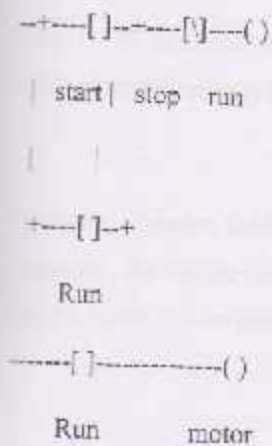 --+----[ ]--+----[\]----( )
| start | stop run
| |
+----[ ]--+
Run
-------[ ]--------------( )
Run motor